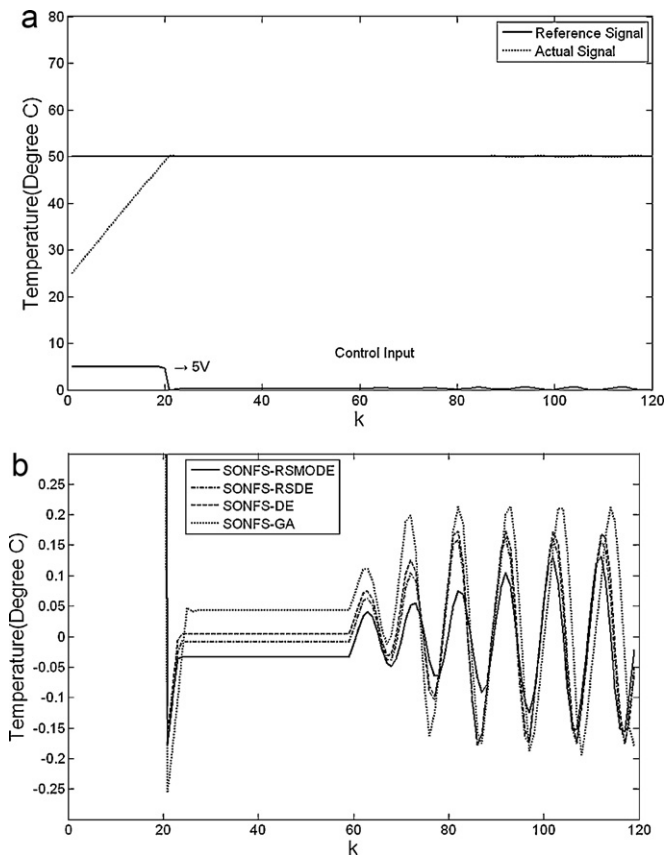 a
80
Reference Signal
Actual Signal
70
60
50
40
30
20
10
0
Temperature(Degree C)
Control Input
→ 5V
0 20 40 60 80 100 120
k
b
SONFS-RSMODE
SONFS-RSDE
SONFS-DE
SONFS-GA
0.25
0.2
0.15
0.1
0.05
0
-0.05
-0.1
-0.15
-0.2
-0.25
Temperature(Degree C)
0 20 40 60 80 100 120
k